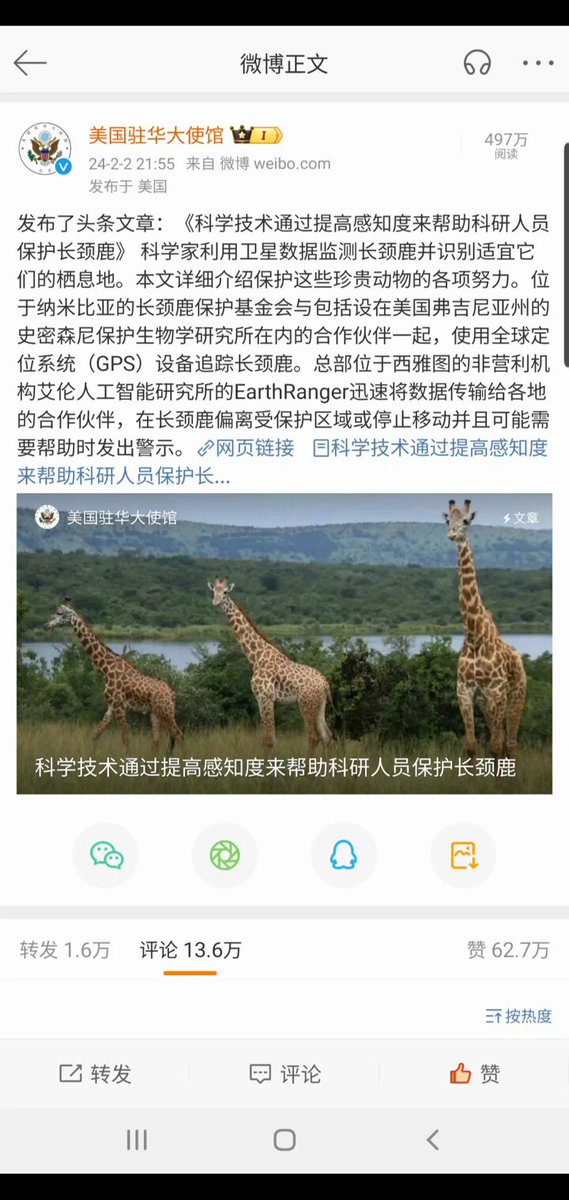 微博正文
美国驻华大使馆 I
24-2-2 21:55 来自 微博 weibo.com
发布于 美国
497万
阅读
发布了头条文章：《科学技术通过提高感知度来帮助科研人员
保护长颈鹿》 科学家利用卫星数据监测长颈鹿并识别适宜它
们的栖息地。本文详细介绍保护这些珍贵动物的各项努力。位
于纳米比亚的长颈鹿保护基金会与包括设在美国弗吉尼亚州的
史密森尼保护生物学研究所在内的合作伙伴一起，使用全球定
位系统（GPS）设备追踪长颈鹿。总部位于西雅图的非营利机
构艾伦人工智能研究所的EarthRanger迅速将数据传输给各地
的合作伙伴，在长颈鹿偏离受保护区域或停止移动并且可能需
要帮助时发出警示。网页链接 科学技术通过提高感知度
来帮助科研人员保护长...
美国驻华大使馆
文章
科学技术通过提高感知度来帮助科研人员保护长颈鹿
转发 1.6万 评论 13.6万 赞 62.7万
按热度
转发 评论 赞